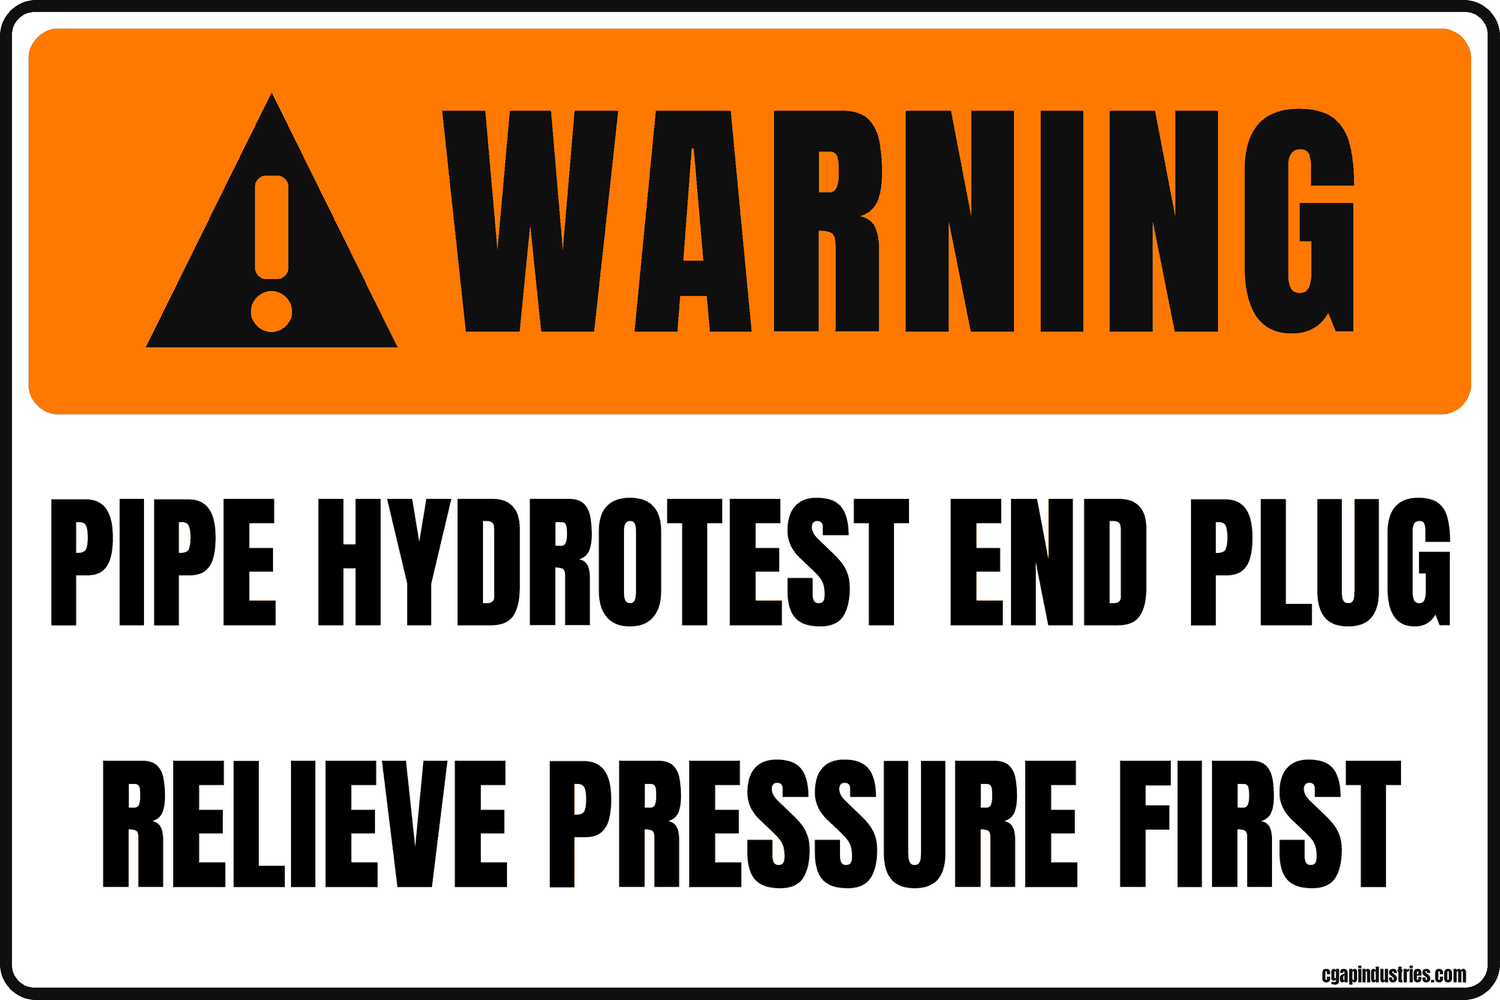 WARNING
PIPE HYDROTEST END PLUG
RELIEVE PRESSURE FIRST
cgapindustries.com